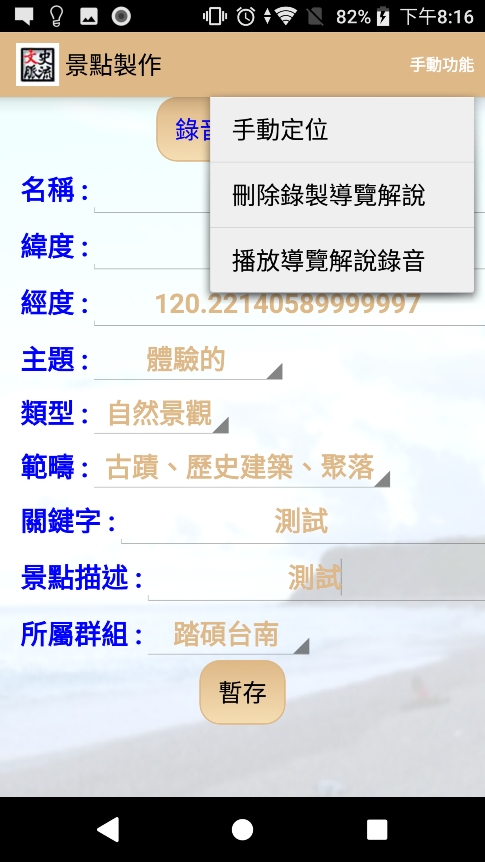 82% 下午8:16
文史脈流 景點製作 手動功能
錄音
手動定位
刪除錄製導覽解說
播放導覽解說錄音
名稱 :
緯度 :
經度 : 120.22140589999997
主題 : 體驗的
類型 : 自然景觀
範疇 : 古蹟、歷史建築、聚落
關鍵字 : 測試
景點描述 : 測試
所屬群組 : 踏碩台南
暫存